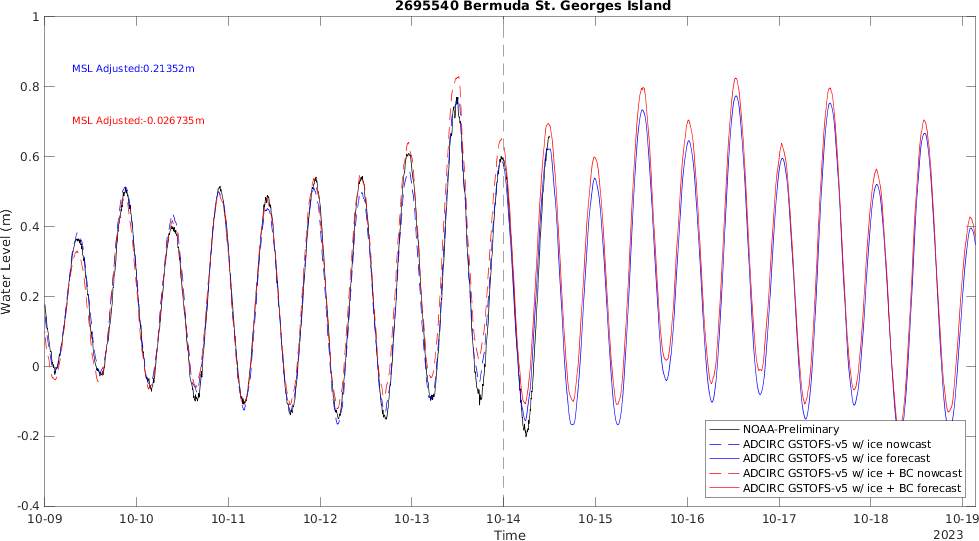 2695540 Bermuda St. Georges Island
MSL Adjusted:0.21352m
MSL Adjusted:-0.026735m
Water Level (m)
1
0.8
0.6
0.4
0.2
0
-0.2
-0.4
NOAA-Preliminary
ADCIRC GSTOFS-v5 w/ ice nowcast
ADCIRC GSTOFS-v5 w/ ice forecast
ADCIRC GSTOFS-v5 w/ ice + BC nowcast
ADCIRC GSTOFS-v5 w/ ice + BC forecast
10-09 10-10 10-11 10-12 10-13 10-14 10-15 10-16 10-17 10-18 10-19
Time
2023